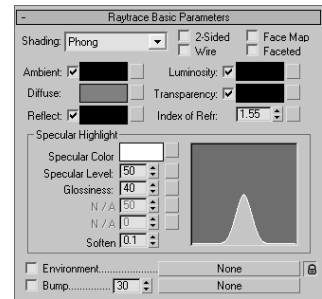 - Raytrace Basic Parameters
Shading: Phong 2-Sided Face Map
Wire Faceted
Ambient: Luminosity:
Diffuse: Transparency:
Reflect: Index of Refr: 1.55
Specular Highlight
Specular Color
Specular Level: 50
Glossiness: 40
N / A 50
N / A 0
Soften 0.1
Environment.................. None
Bump.............. 30 None